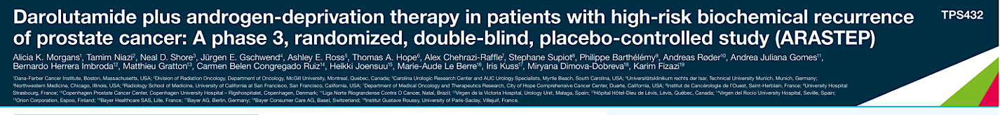 Darolutamide plus androgen-deprivation therapy in patients with high-risk biochemical recurrence
TPS432
of prostate cancer: A phase 3, randomized, double-blind, placebo-controlled study (ARASTEP)
Alicia K. Morgans¹, Tamim Niazi², Neal D. Shore³, Jürgen E. Gschwend⁴, Ashley E. Ross⁵, Thomas A. Hope⁶, Alex Chehrazi-Raffle⁷, Stephane Supiot⁸, Philippe Barthélémy⁹, Andreas Røder¹⁰, Andrea Juliana Gomes¹¹,
Bernardo Herrera Imbroda¹², Matthieu Gratton¹³, Carmen Belen Congregado Ruiz¹⁴, Heikki Joensuu¹⁵, Marie-Aude Le Berre¹⁶, Iris Kuss¹⁷, Miryana Dimova-Dobreva¹⁸, Karim Fizazi¹⁹
¹Dana-Farber Cancer Institute, Boston, Massachusetts, USA; ²Division of Radiation Oncology, Department of Oncology, McGill University, Montreal, Quebec, Canada; ³Carolina Urologic Research Center and AUC Urology Specialists, Myrtle Beach, South Carolina, USA; ⁴Universitätsklinikum rechts der Isar, Technical University Munich, Munich, Germany;
⁵Northwestern Medicine, Chicago, Illinois, USA; ⁶Radiology School of Medicine, University of California at San Francisco, San Francisco, California, USA; ⁷Department of Medical Oncology and Therapeutics Research, City of Hope Comprehensive Cancer Center, Duarte, California, USA; ⁸Institut de Cancérologie de l'Ouest, Saint-Herblain, France; ⁹University Hospital
Strasbourg, France; ¹⁰Copenhagen Prostate Cancer Center, Copenhagen University Hospital – Rigshospitalet, Copenhagen, Denmark; ¹¹Liga Norte Riograndense Contra O Cancer, Natal, Brazil; ¹²Virgen de la Victoria Hospital, Urology Unit, Malaga, Spain; ¹³Hôpital Hôtel-Dieu de Lévis, Lévis, Québec, Canada; ¹⁴Virgen del Rocío University Hospital, Seville, Spain;
¹⁵Orion Corporation, Espoo, Finland; ¹⁶Bayer Healthcare SAS, Lille, France; ¹⁷Bayer AG, Berlin, Germany; ¹⁸Bayer Consumer Care AG, Basel, Switzerland; ¹⁹Institut Gustave Roussy, University of Paris-Saclay, Villejuif, France.